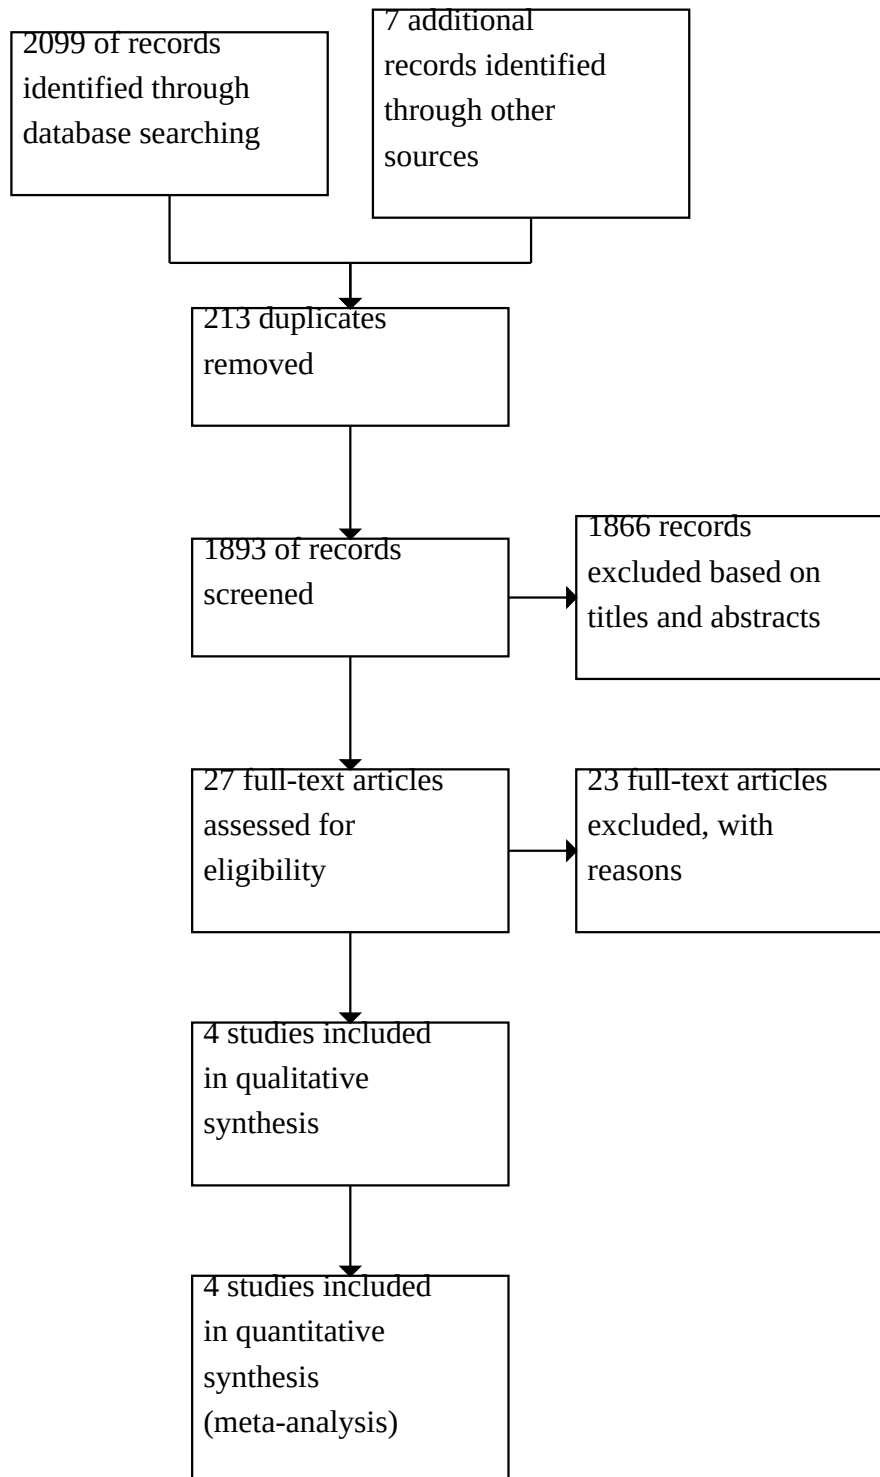 2099 of records
identified through
database searching
7 additional
records identified
through other
sources
213 duplicates
removed
1893 of records
screened
1866 records
excluded based on
titles and abstracts
27 full-text articles
assessed for
eligibility
23 full-text articles
excluded, with
reasons
4 studies included
in qualitative
synthesis
4 studies included
in quantitative
synthesis
(meta-analysis)